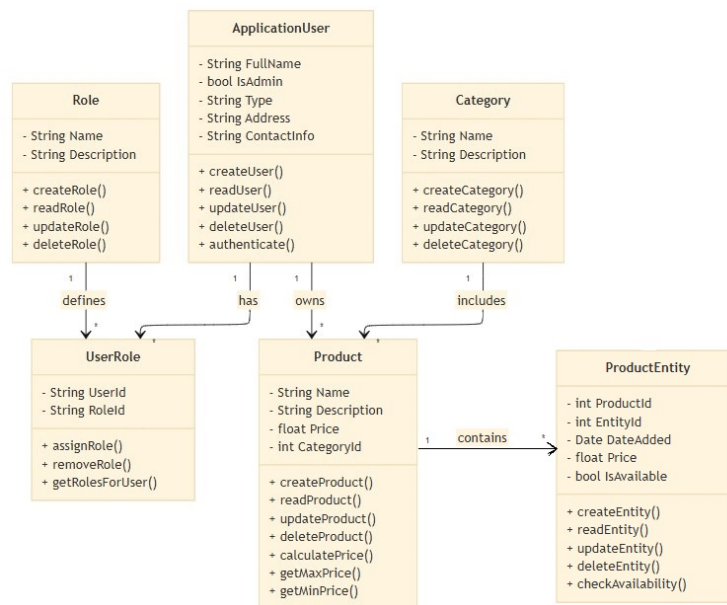 ApplicationUser
- String FullName
- bool IsAdmin
- String Type
- String Address
- String ContactInfo
+ createUser()
+ readUser()
+ updateUser()
+ deleteUser()
+ authenticate()
Role
- String Name
- String Description
+ createRole()
+ readRole()
+ updateRole()
+ deleteRole()
Category
- String Name
- String Description
+ createCategory()
+ readCategory()
+ updateCategory()
+ deleteCategory()
1
1
1
1
defines
has
owns
includes
*
*
*
*
UserRole
- String UserId
- String RoleId
+ assignRole()
+ removeRole()
+ getRolesForUser()
Product
- String Name
- String Description
- float Price
- int CategoryId
+ createProduct()
+ readProduct()
+ updateProduct()
+ deleteProduct()
+ calculatePrice()
+ getMaxPrice()
+ getMinPrice()
1
contains
*
ProductEntity
- int ProductId
- int EntityId
- Date DateAdded
- float Price
- bool IsAvailable
+ createEntity()
+ readEntity()
+ updateEntity()
+ deleteEntity()
+ checkAvailability()